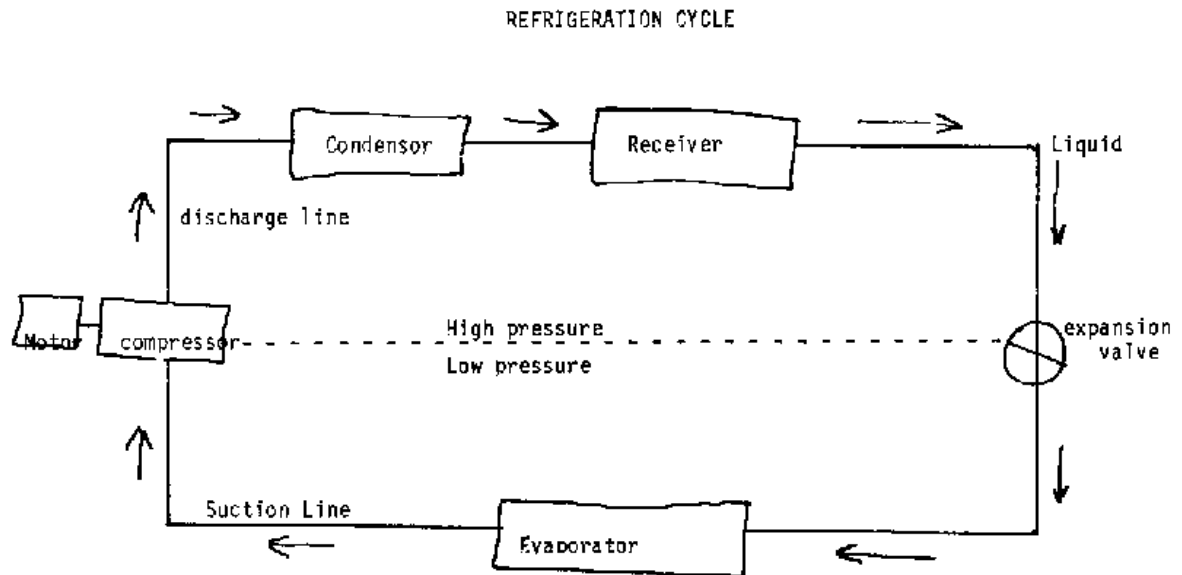 REFRIGERATION CYCLE
Condensor
Receiver
Liquid
discharge line
Motor
compressor
High pressure
Low pressure
expansion
valve
Suction Line
Evaporator